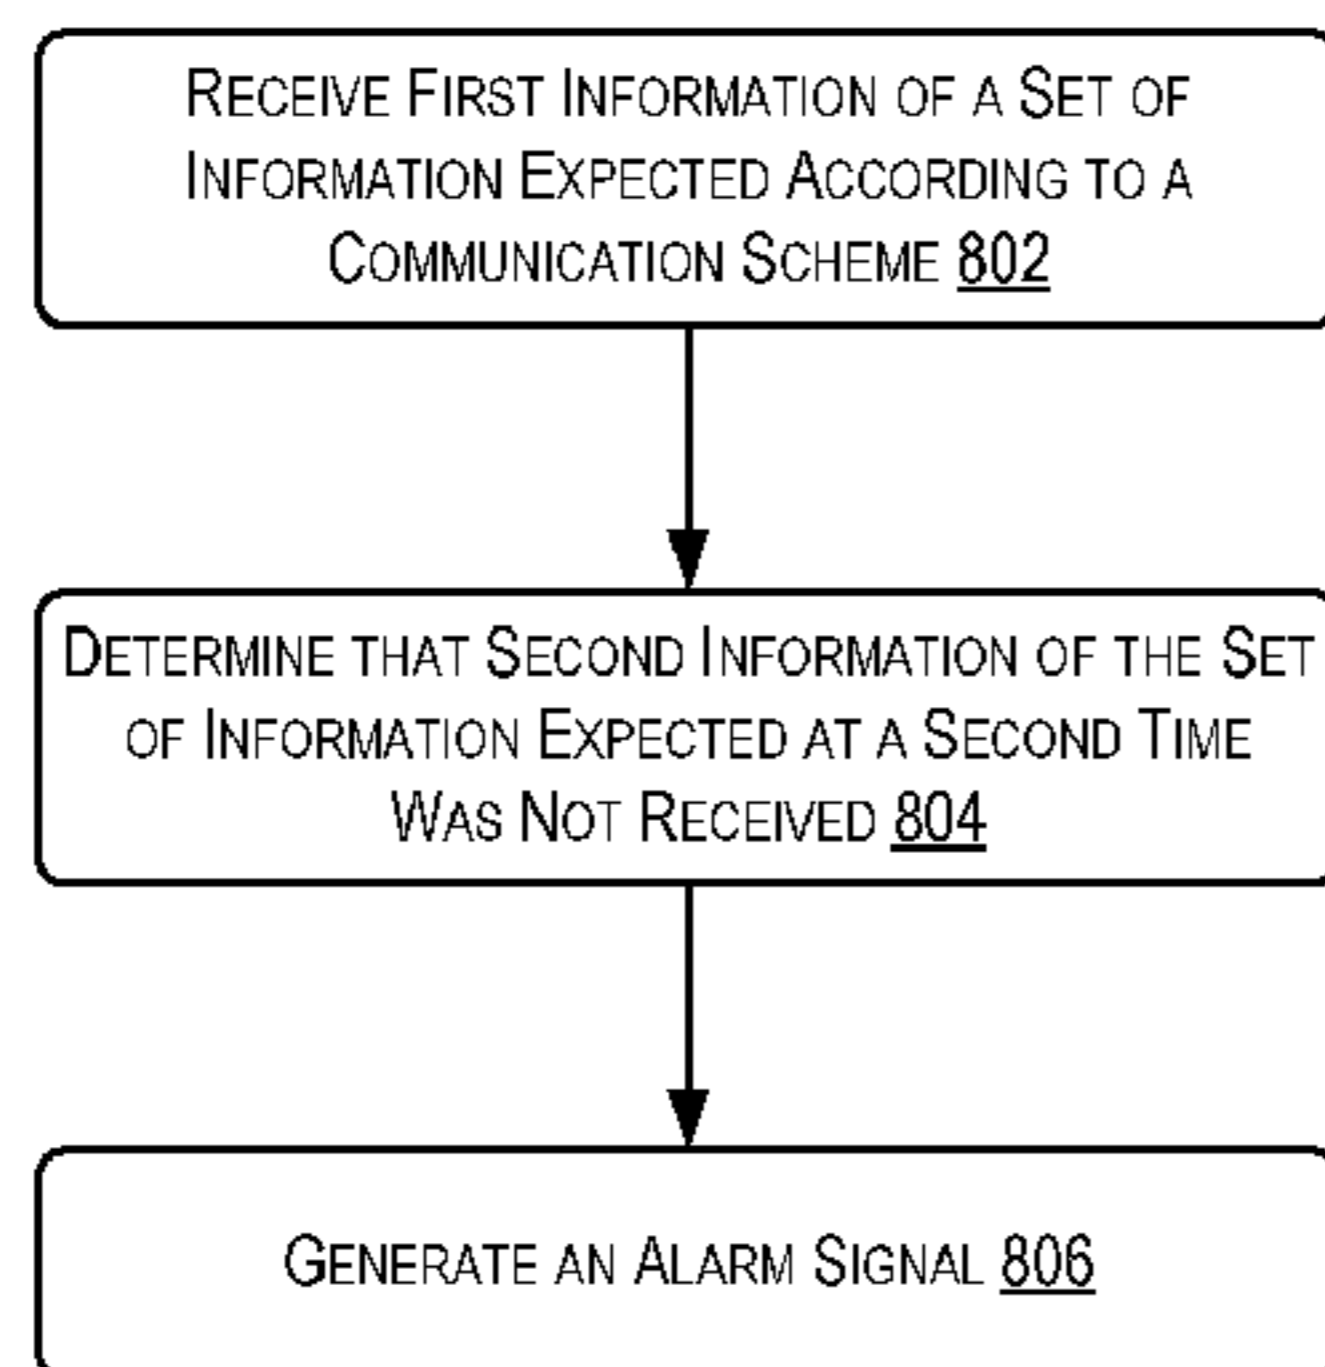 RECEIVE FIRST INFORMATION OF A SET OF
INFORMATION EXPECTED ACCORDING TO A
COMMUNICATION SCHEME 802
DETERMINE THAT SECOND INFORMATION OF THE SET
OF INFORMATION EXPECTED AT A SECOND TIME
WAS NOT RECEIVED 804
GENERATE AN ALARM SIGNAL 806